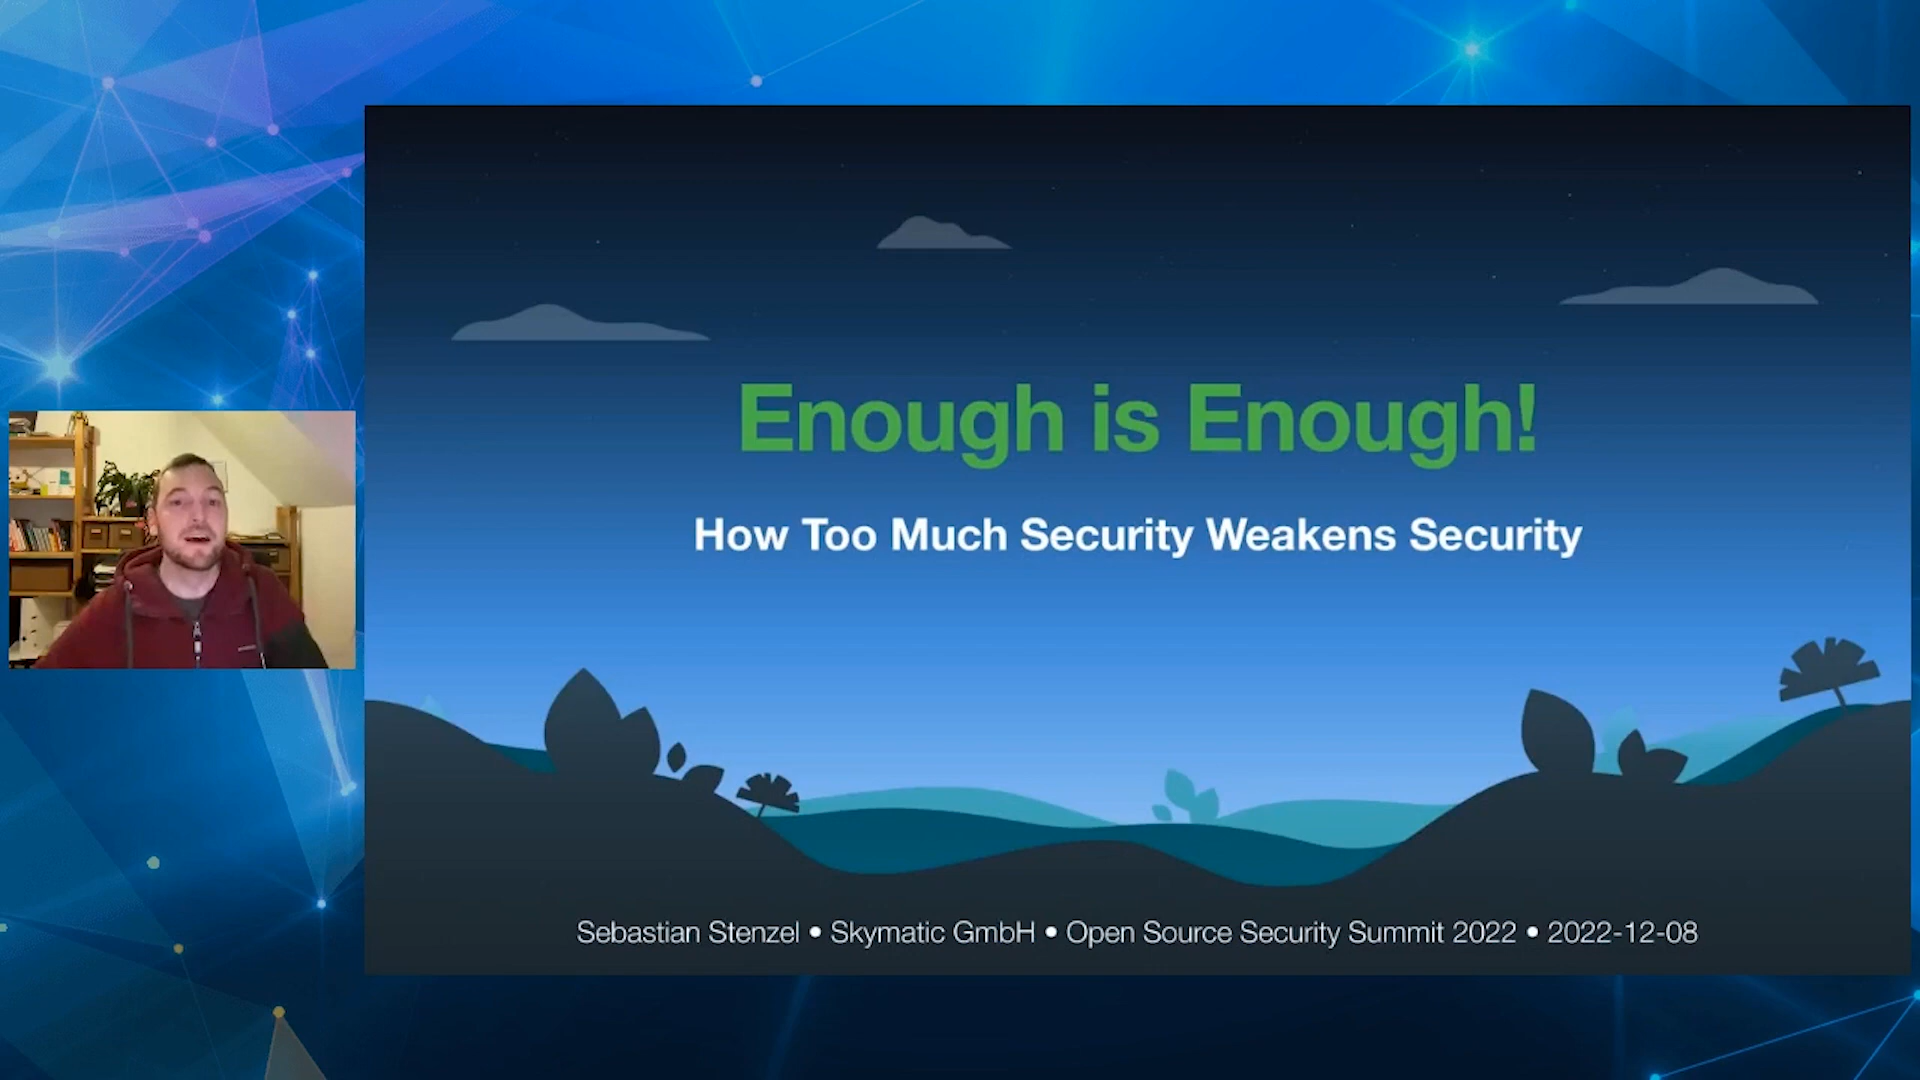 Enough is Enough!
How Too Much Security Weakens Security
Sebastian Stenzel • Skymatic GmbH • Open Source Security Summit 2022 • 2022-12-08